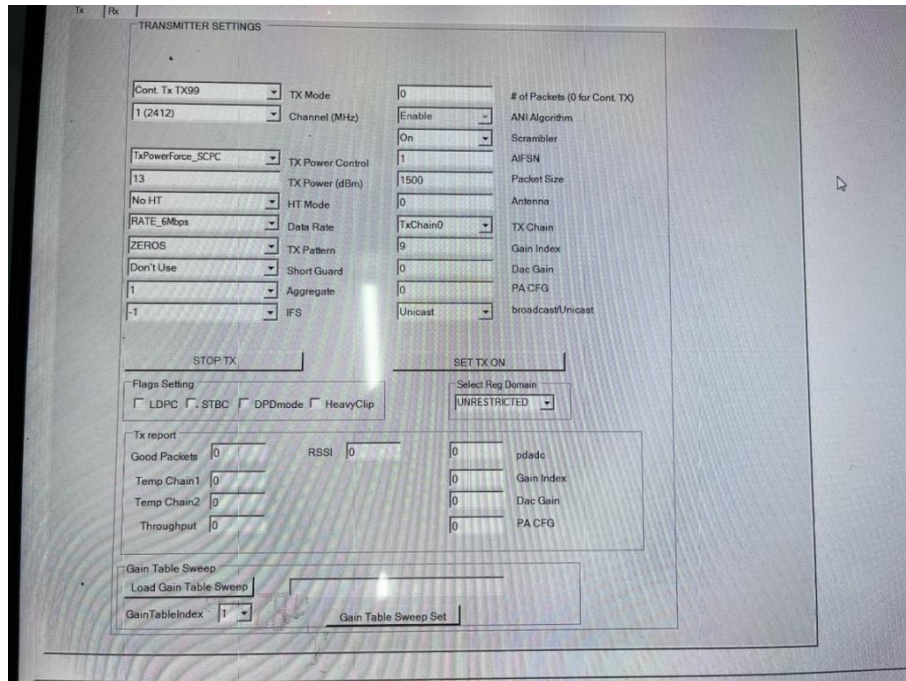 Tx Rx
TRANSMITTER SETTINGS
Cont. Tx TX99 TX Mode 0 # of Packets (0 for Cont. TX)
1 (2412) Channel (MHz) Enable ANI Algorithm
On Scrambler
TxPowerForce_SCPC TX Power Control 1 AIFSN
13 TX Power (dBm) 1500 Packet Size
No HT HT Mode 0 Antenna
RATE_6Mbps Data Rate TxChain0 TX Chain
ZEROS TX Pattern 9 Gain Index
Don't Use Short Guard 0 Dac Gain
1 Aggregate 0 PA CFG
-1 IFS Unicast broadcast/Unicast
STOP TX SET TX ON
Flags Setting Select Reg Domain
LDPC STBC DPDmode HeavyClip UNRESTRICTED
Tx report
Good Packets 0 RSSI 0 0 pdadc
Temp Chain1 0 0 Gain Index
Temp Chain2 0 0 Dac Gain
Throughput 0 0 PA CFG
Gain Table Sweep
Load Gain Table Sweep
GainTableIndex 1 Gain Table Sweep Set